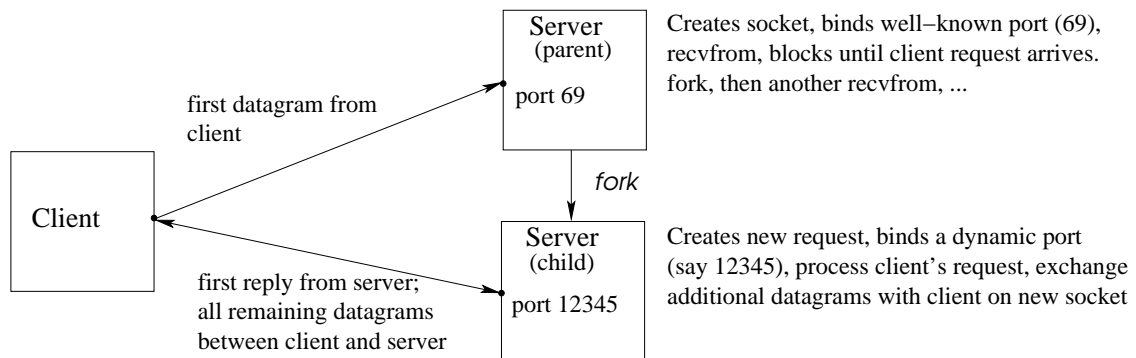 Server
(parent)
port 69
Creates socket, binds well−known port (69),
recvfrom, blocks until client request arrives.
fork, then another recvfrom, ...
first datagram from
client
fork
Client
Server
(child)
port 12345
Creates new request, binds a dynamic port
(say 12345), process client's request, exchange
additional datagrams with client on new socket
first reply from server;
all remaining datagrams
between client and server